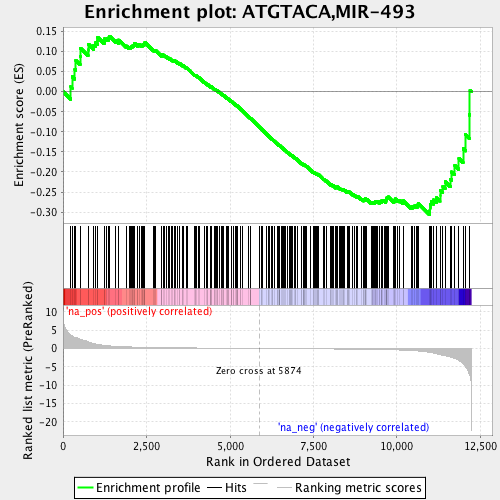 Enrichment plot: ATGTACA,MIR-493
Enrichment score (ES)
0.15
0.10
0.05
0.00
-0.05
-0.10
-0.15
-0.20
-0.25
-0.30
'na_pos' (positively correlated)
Ranked list metric (PreRanked)
10
5
0
-5
-10
-15
-20
Zero cross at 5874
'na_neg' (negatively correlated)
0
2,500
5,000
7,500
10,000
12,500
Rank in Ordered Dataset
Enrichment profile
Hits
Ranking metric scores